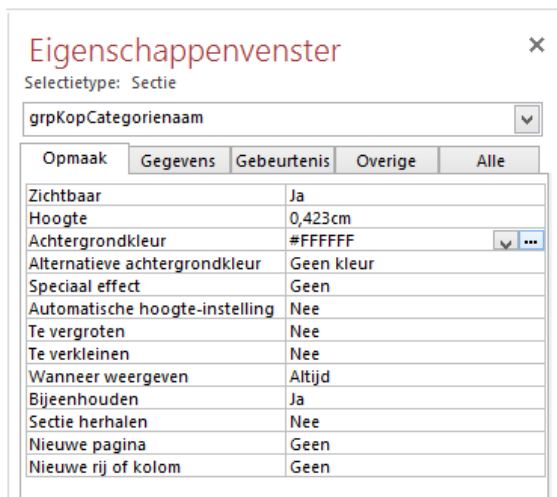 Eigenschappenvenster
Selectietype: Sectie
grpKopCategorienaam
Opmaak Gegevens Gebeurtenis Overige Alle
Zichtbaar Ja
Hoogte 0,423cm
Achtergrondkleur #FFFFFF
Alternatieve achtergrondkleur Geen kleur
Speciaal effect Geen
Automatische hoogte-instelling Nee
Te vergroten Nee
Te verkleinen Nee
Wanneer weergeven Altijd
Bijeenhouden Ja
Sectie herhalen Nee
Nieuwe pagina Geen
Nieuwe rij of kolom Geen